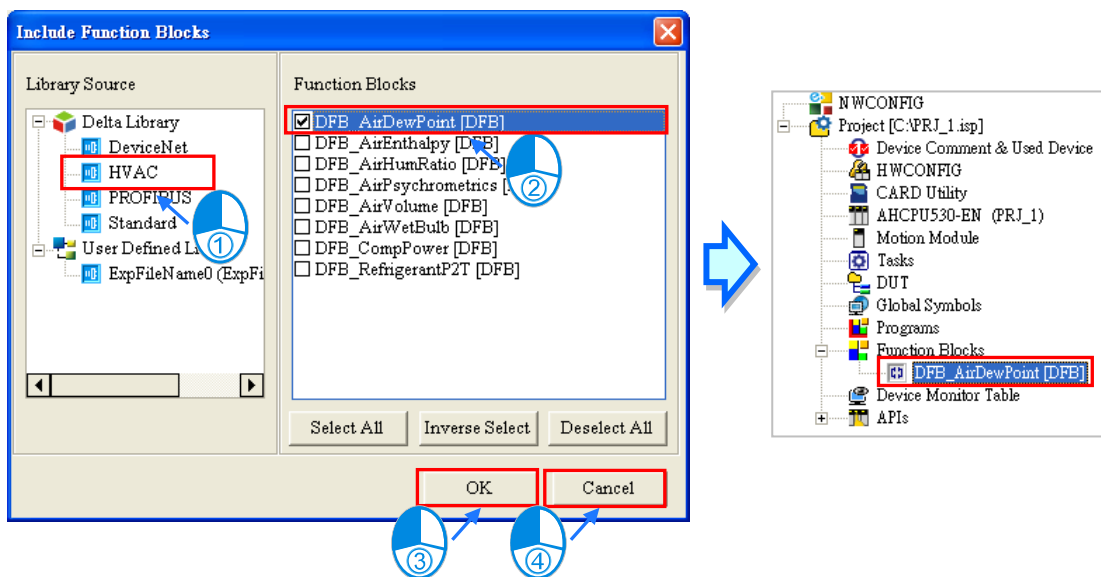 Include Function Blocks
Library Source
Delta Library
DeviceNet
HVAC
PROFIBUS
Standard
User Defined Li
ExpFileName0 (ExpFi
Function Blocks
DFB_AirDewPoint [DFB]
DFB_AirEnthalpy [DFB]
DFB_AirHumRatio [DFB]
DFB_AirPsychrometrics [
DFB_AirVolume [DFB]
DFB_AirWetBulb [DFB]
DFB_CompPower [DFB]
DFB_RefrigerantP2T [DFB]
Select All Inverse Select Deselect All
OK Cancel
1
2
3
4
NWCONFIG
Project [C:\PRJ_1.isp]
Device Comment & Used Device
HWCONFIG
CARD Utility
AHCPU530-EN (PRJ_1)
Motion Module
Tasks
DUT
Global Symbols
Programs
Function Blocks
DFB_AirDewPoint [DFB]
Device Monitor Table
APIs